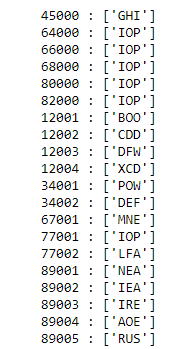 45000 : ['GHI']
64000 : ['IOP']
66000 : ['IOP']
68000 : ['IOP']
80000 : ['IOP']
82000 : ['IOP']
12001 : ['BOO']
12002 : ['CDD']
12003 : ['DFW']
12004 : ['XCD']
34001 : ['POW']
34002 : ['DEF']
67001 : ['MNE']
77001 : ['IOP']
77002 : ['LFA']
89001 : ['NEA']
89002 : ['IEA']
89003 : ['IRE']
89004 : ['AOE']
89005 : ['RUS']